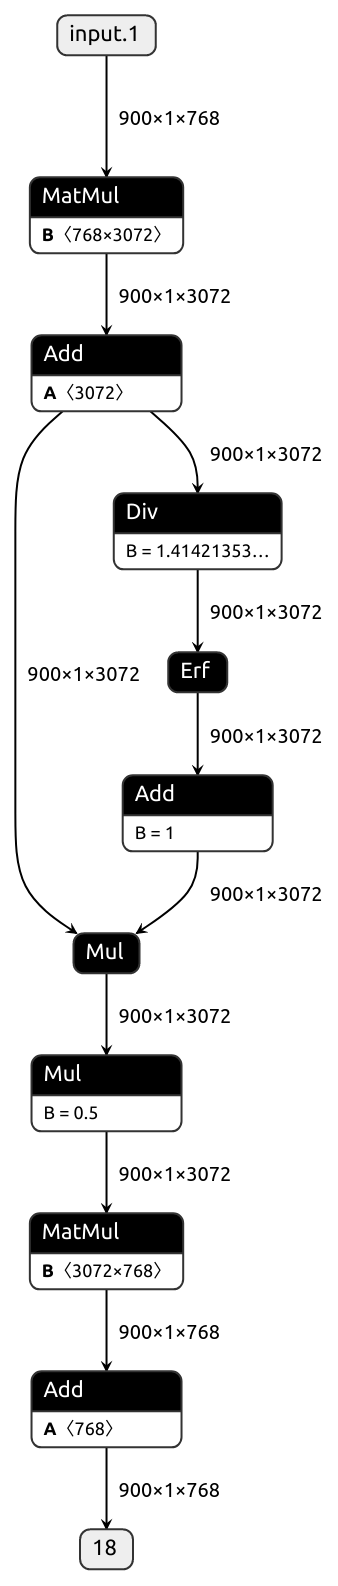 input.1
900×1×768
MatMul
B 〈768×3072〉
900×1×3072
Add
A 〈3072〉
900×1×3072
Div
B = 1.41421353…
900×1×3072
Erf
900×1×3072
900×1×3072
Add
B = 1
900×1×3072
Mul
900×1×3072
Mul
B = 0.5
900×1×3072
MatMul
B 〈3072×768〉
900×1×768
Add
A 〈768〉
900×1×768
18